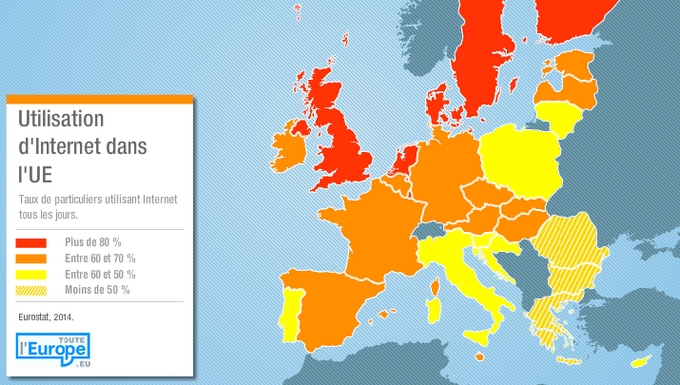 Utilisation
d'Internet dans
l'UE
Taux de particuliers utilisant Internet
tous les jours.
Plus de 80 %
Entre 60 et 70 %
Entre 60 et 50 %
Moins de 50 %
Eurostat, 2014.
TOUTE
l'Europe
.EU